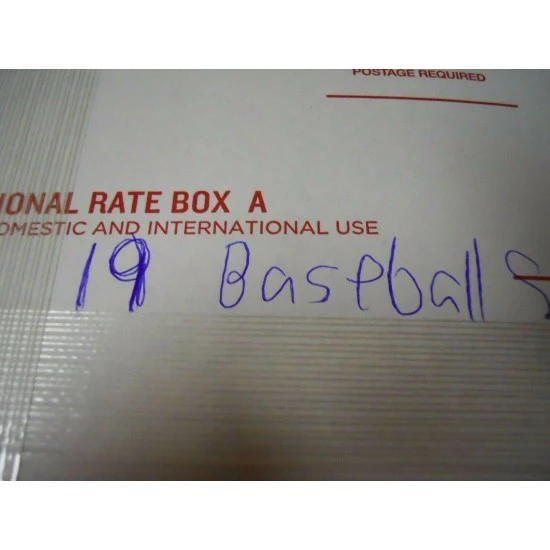 POSTAGE REQUIRED
IONAL RATE BOX A
OMESTIC AND INTERNATIONAL USE
19 Baseballs